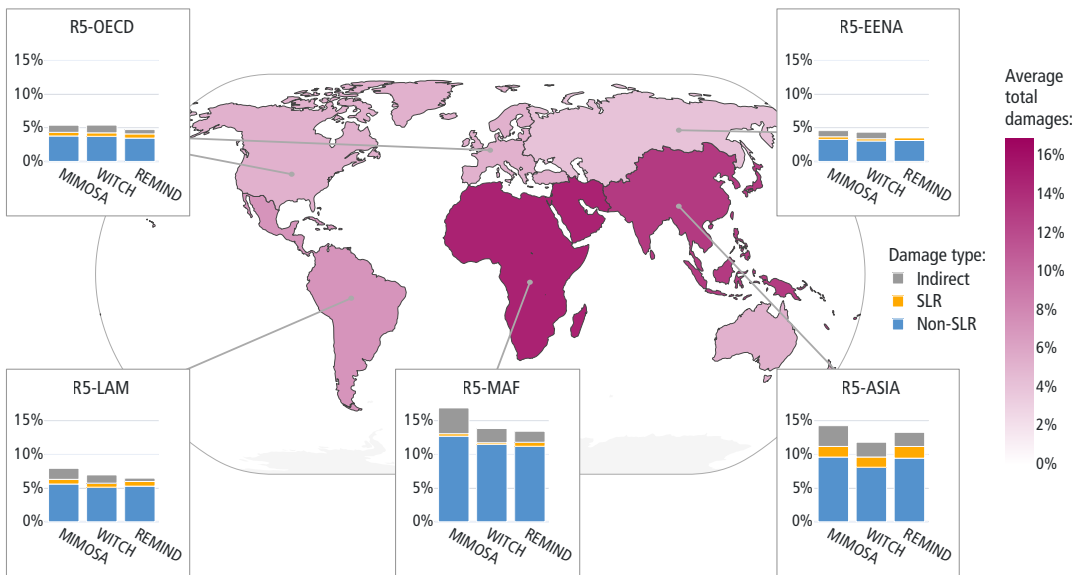 R5-OECD
15%
10%
5%
0%
MIMOSA
WITCH
REMIND
R5-EENA
15%
10%
5%
0%
MIMOSA
WITCH
REMIND
Average
total
damages:
16%
14%
12%
10%
8%
6%
4%
2%
0%
Damage type:
Indirect
SLR
Non-SLR
R5-LAM
15%
10%
5%
0%
MIMOSA
WITCH
REMIND
R5-MAF
15%
10%
5%
0%
MIMOSA
WITCH
REMIND
R5-ASIA
15%
10%
5%
0%
MIMOSA
WITCH
REMIND